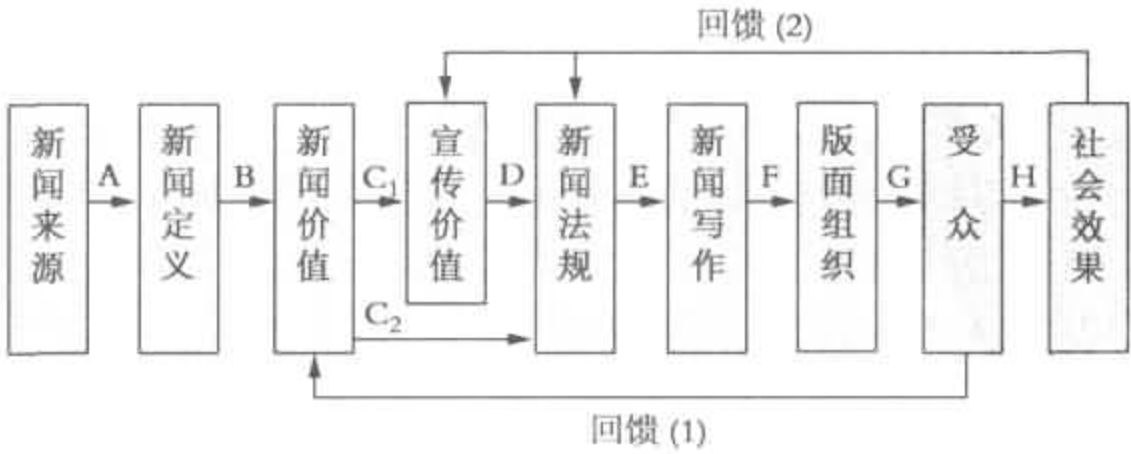 回馈 (2)
新闻来源
A
新闻定义
B
新闻价值
C₁
C₂
宣传价值
D
新闻法规
E
新闻写作
F
版面组织
G
受众
H
社会效果
回馈 (1)